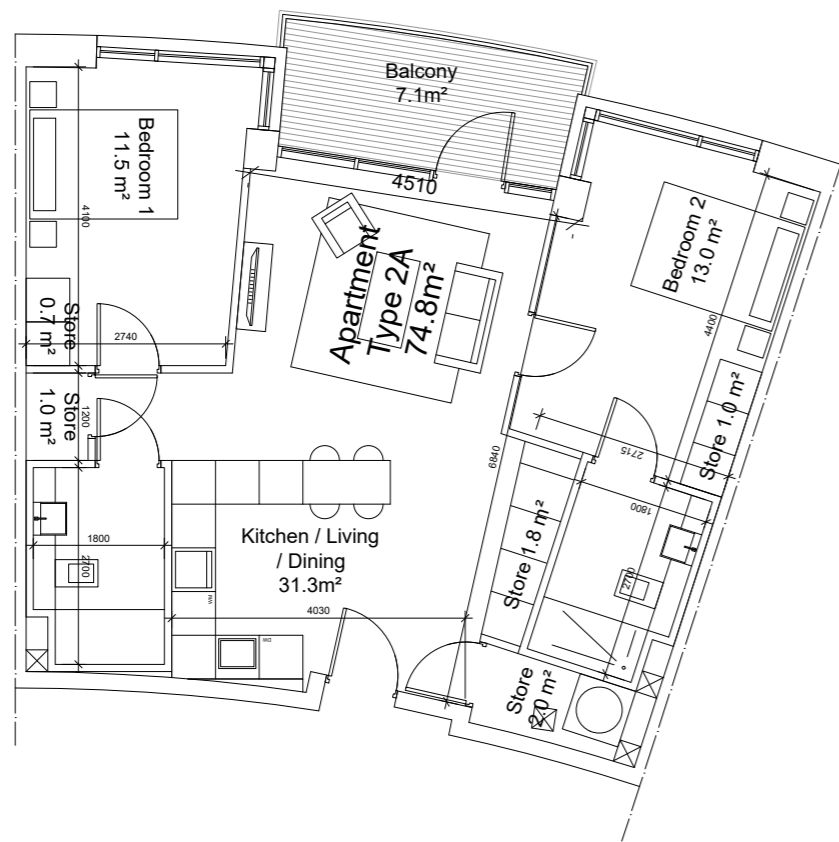 Balcony
7.1m²
4510
Bedroom 1
11.5 m²
4100
Bedroom 2
13.0 m²
4400
Apartment
Type 2A
74.8m²
Store
0.7 m²
2740
Store
1.0 m²
1200
Store 1.0 m²
2715
6840
1800
Store 1.8 m²
1800
2700
2700
Kitchen / Living
/ Dining
31.3m²
4030
DW
Store
2.0 m²